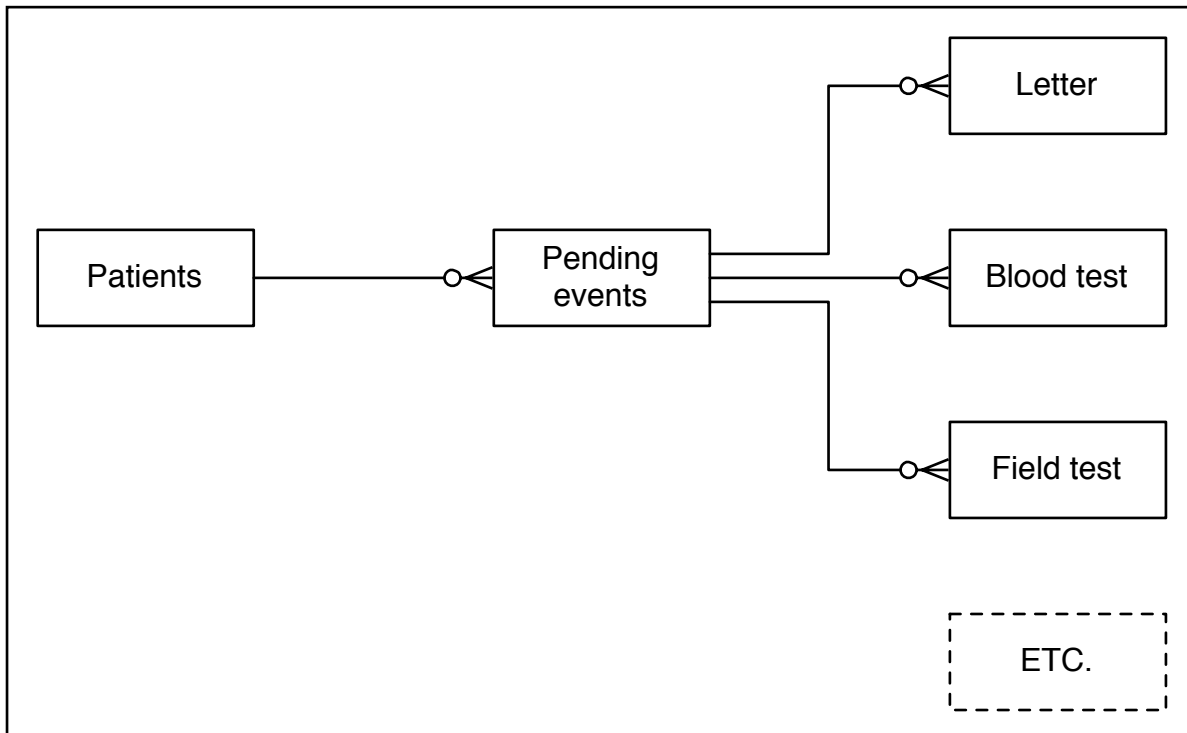 Letter
Patients
Pending
events
Blood test
Field test
ETC.